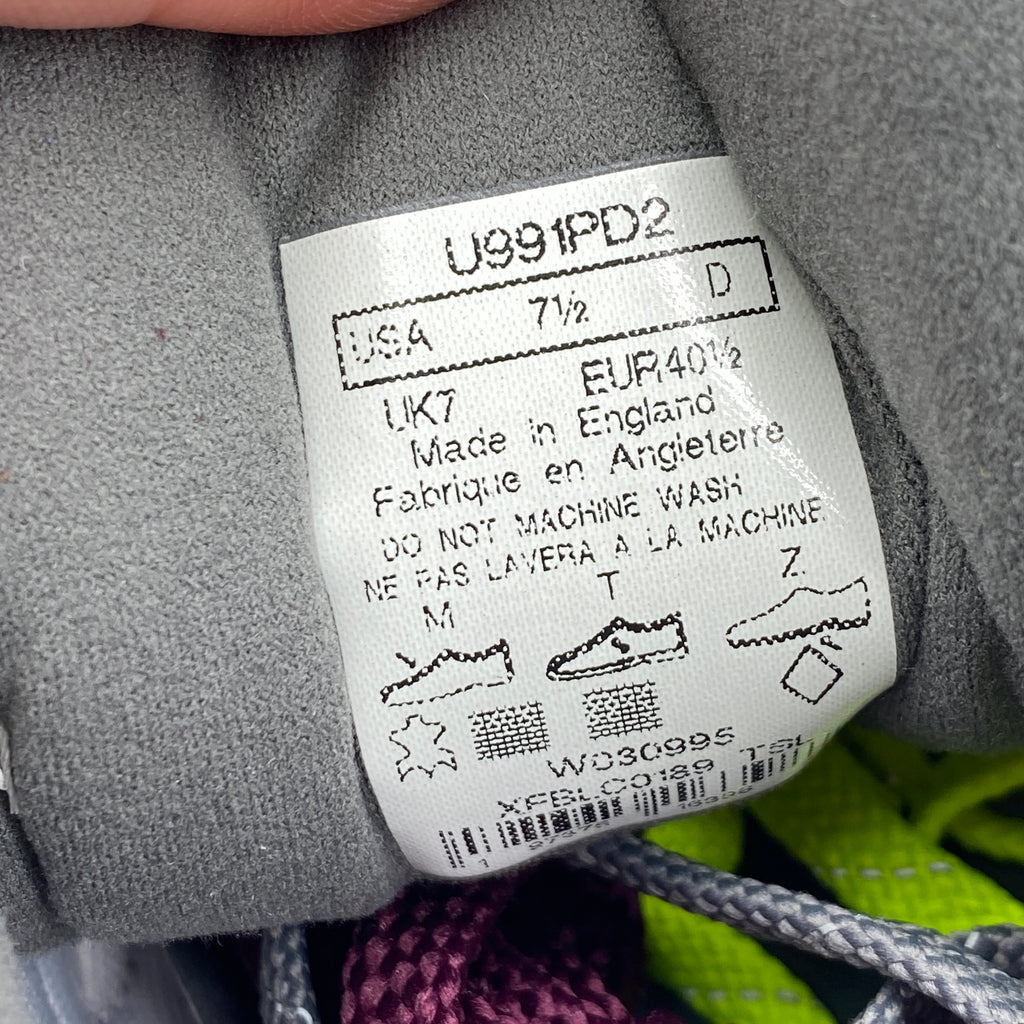 U991PD2
USA 7½ D
UK7 EUR40½
Made in England
Fabrique en Angleterre
DO NOT MACHINE WASH
NE PAS LAVERA A LA MACHINE
M T Z
W030995
XFBLC0189 TSL